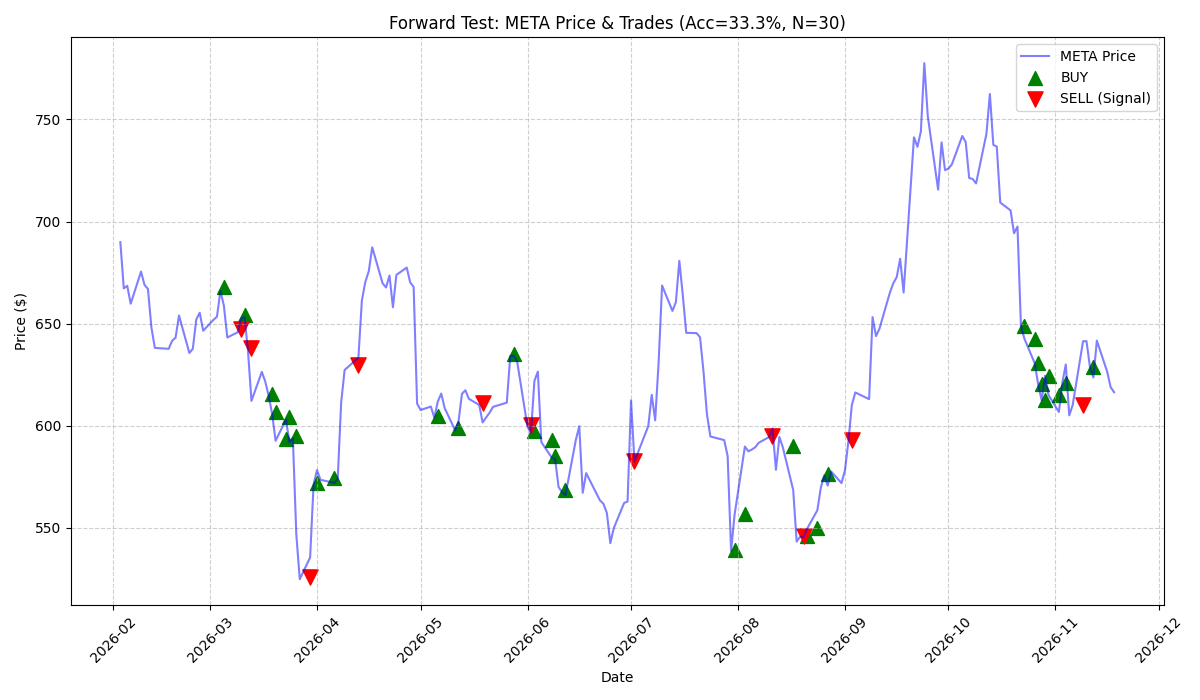 Forward Test: META Price & Trades (Acc=33.3%, N=30)
META Price
BUY
SELL (Signal)
Price ($)
750
700
650
600
550
2026-02
2026-03
2026-04
2026-05
2026-06
2026-07
2026-08
2026-09
2026-10
2026-11
2026-12
Date